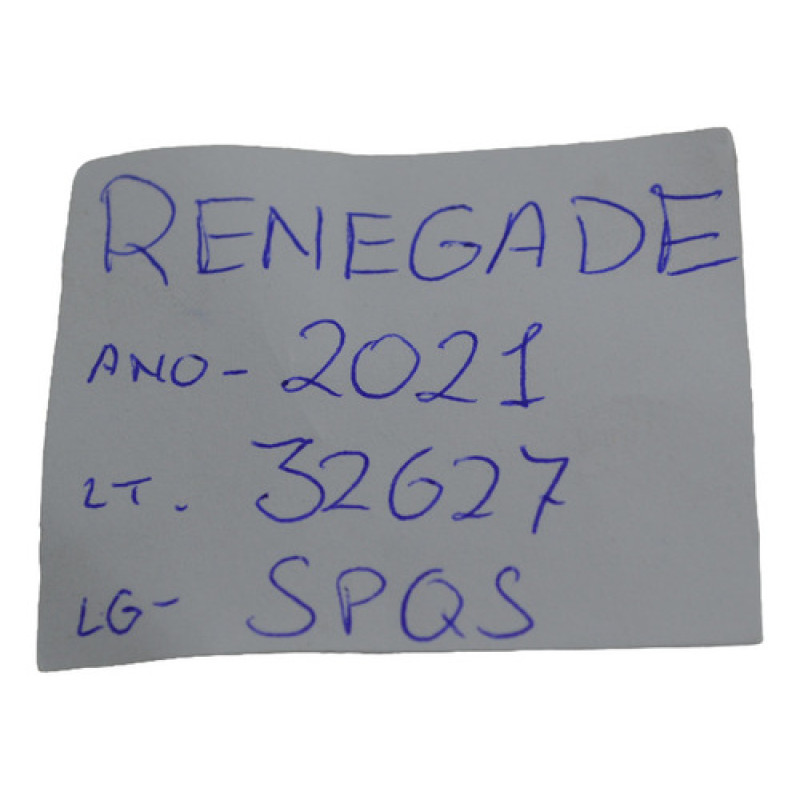 RENEGADE
ANO- 2021
LT. 32627
LG- SPQS